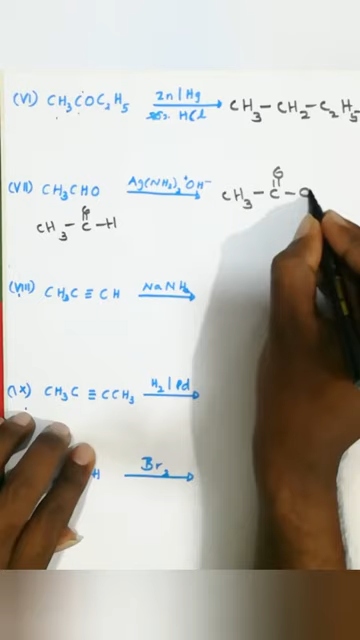 (VI) CH₃COC₂H₅ Zn|Hg HCl → CH₃-CH₂-C₂H₅-
(VII) CH₃CHO Ag(NH₃)₂⁺OH⁻ → CH₃-C-O
O
CH₃-C-H
O
(VIII) CH₃C≡CH NaNH₂ →
(IX) CH₃C≡CCH₃ H₂|Pd →
H Br₂ →